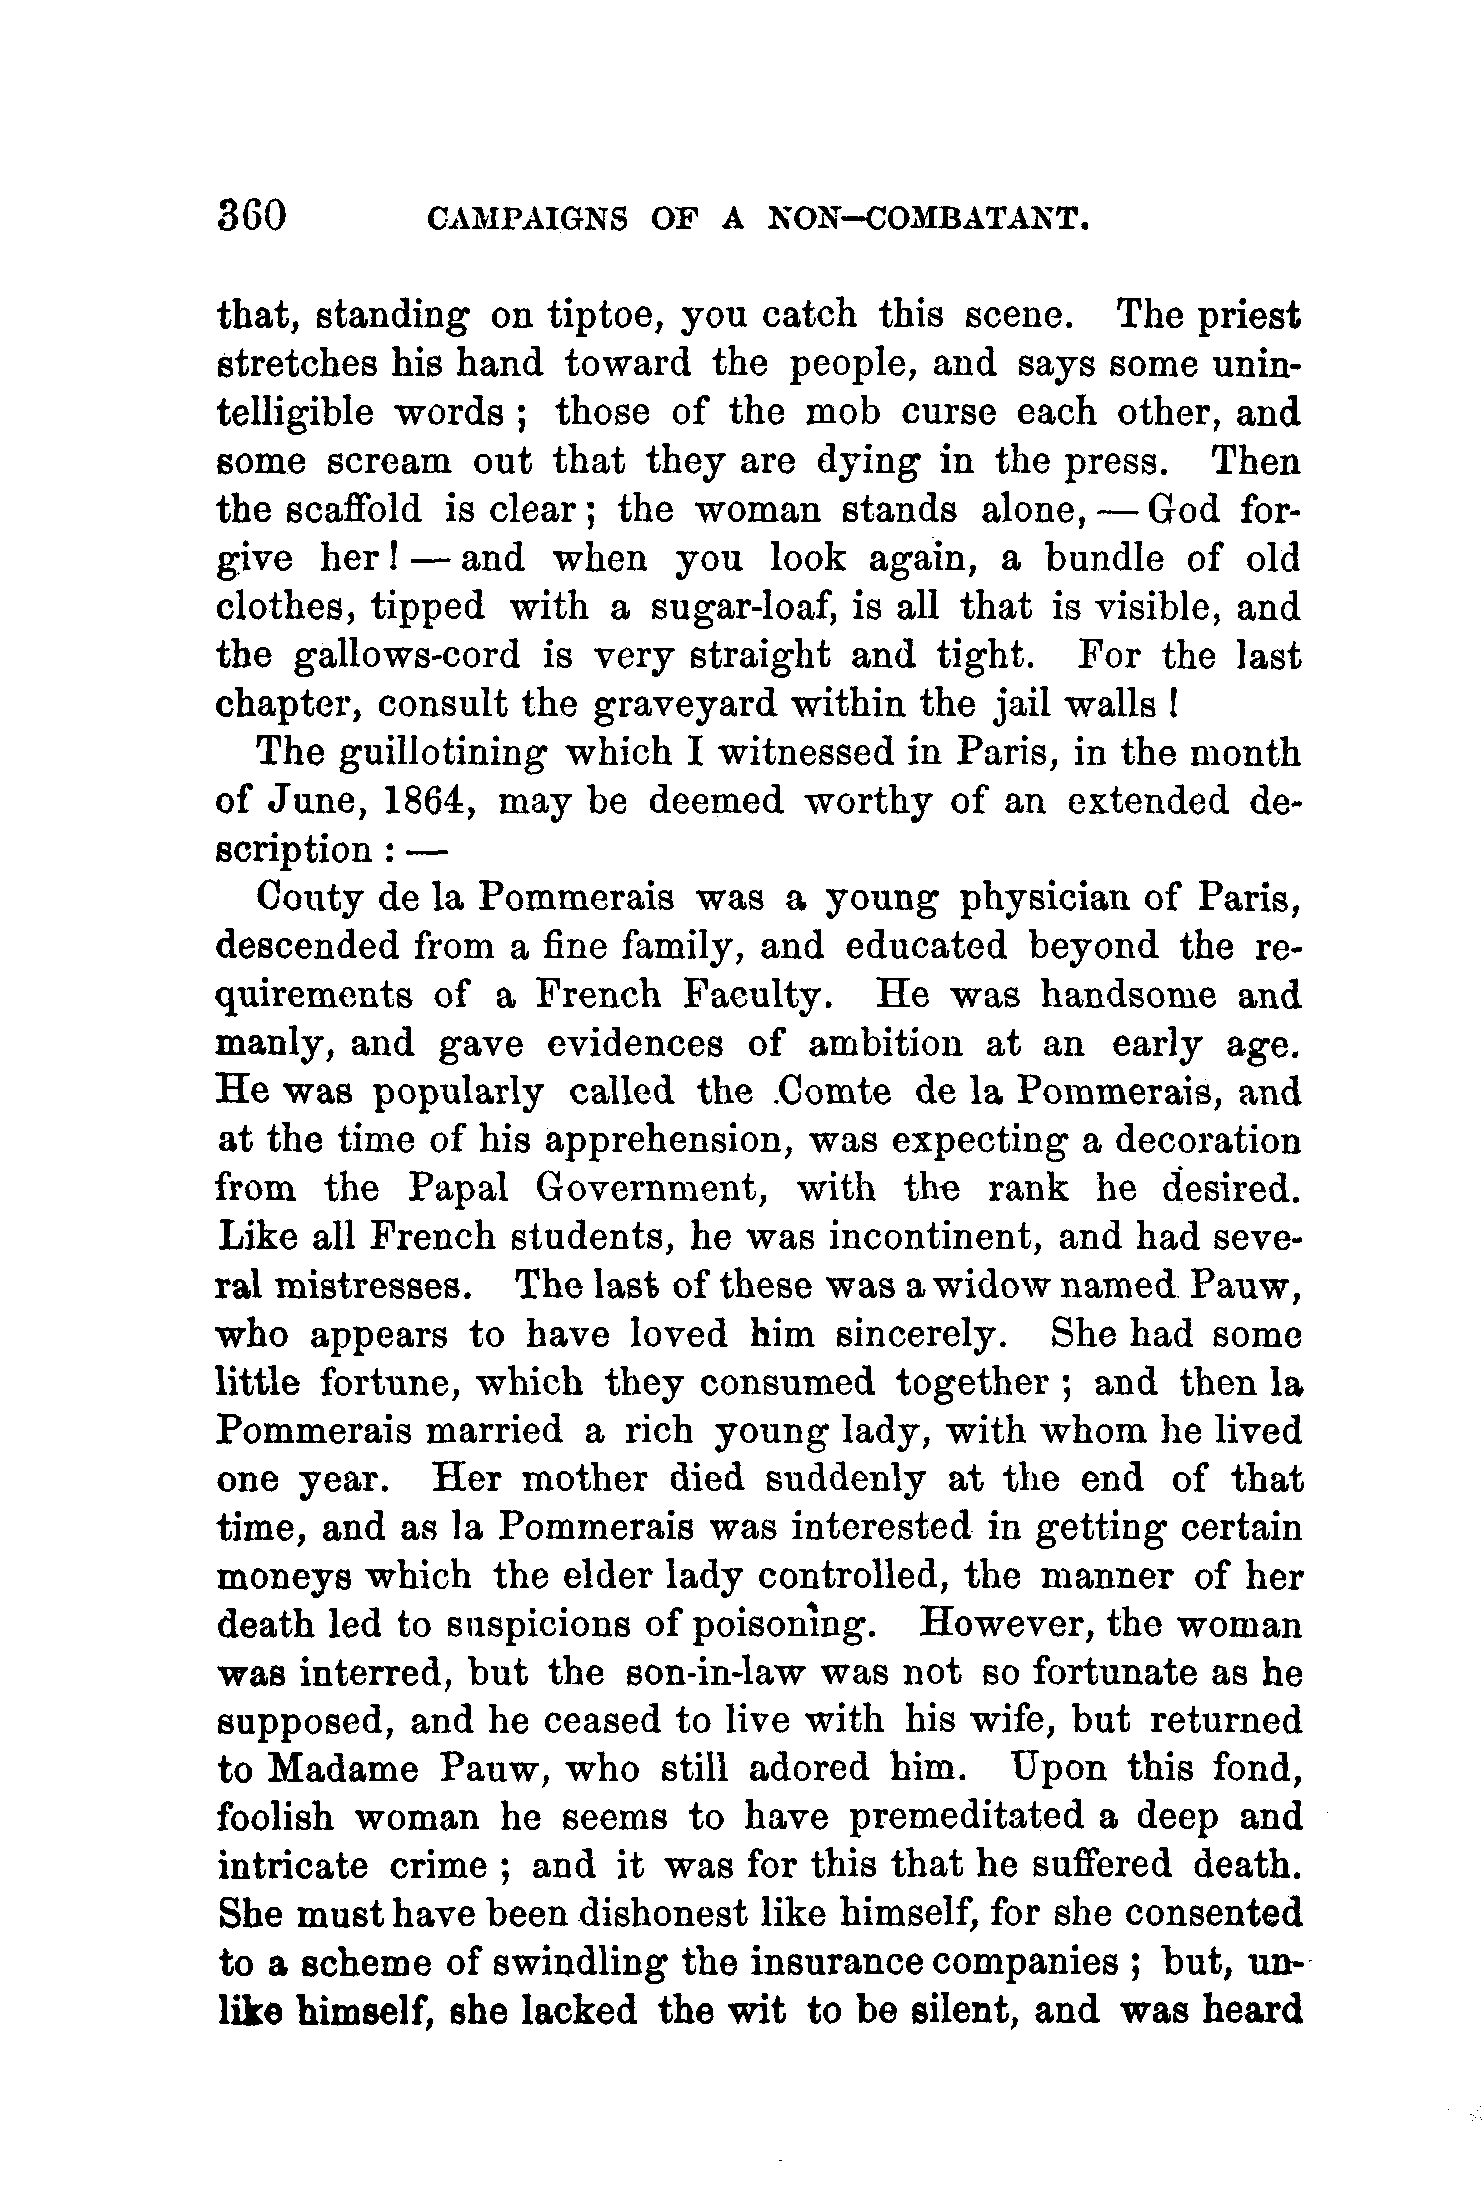 360 CAMPAIGNS OF A NON-COMBATANT.
that, standing on tiptoe, you catch this scene. The priest
stretches his hand toward the people, and says some unin-
telligible words ; those of the mob curse each other, and
some scream out that they are dying in the press. Then
the scaffold is clear ; the woman stands alone, — God for-
give her ! — and when you look again, a bundle of old
clothes, tipped with a sugar-loaf, is all that is visible, and
the gallows-cord is very straight and tight. For the last
chapter, consult the graveyard within the jail walls !
The guillotining which I witnessed in Paris, in the month
of June, 1864, may be deemed worthy of an extended de-
scription : —
Couty de la Pommerais was a young physician of Paris,
descended from a fine family, and educated beyond the re-
quirements of a French Faculty. He was handsome and
manly, and gave evidences of ambition at an early age.
He was popularly called the Comte de la Pommerais, and
at the time of his apprehension, was expecting a decoration
from the Papal Government, with the rank he desired.
Like all French students, he was incontinent, and had seve-
ral mistresses. The last of these was a widow named Pauw,
who appears to have loved him sincerely. She had some
little fortune, which they consumed together ; and then la
Pommerais married a rich young lady, with whom he lived
one year. Her mother died suddenly at the end of that
time, and as la Pommerais was interested in getting certain
moneys which the elder lady controlled, the manner of her
death led to suspicions of poisoning. However, the woman
was interred, but the son-in-law was not so fortunate as he
supposed, and he ceased to live with his wife, but returned
to Madame Pauw, who still adored him. Upon this fond,
foolish woman he seems to have premeditated a deep and
intricate crime ; and it was for this that he suffered death.
She must have been dishonest like himself, for she consented
to a scheme of swindling the insurance companies ; but, un-
like himself, she lacked the wit to be silent, and was heard